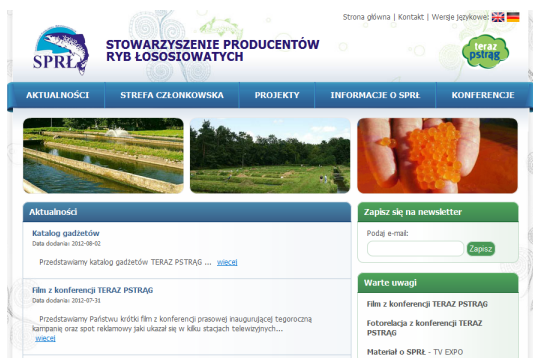 Strona główna | Kontakt | Wersje językowe:
SPRŁ
STOWARZYSZENIE PRODUCENTÓW
RYB ŁOSOSIOWATYCH
teraz
pstrąg
AKTUALNOŚCI STREFA CZŁONKOWSKA PROJEKTY INFORMACJE O SPRŁ KONFERENCJE
Aktualności
Katalog gadżetów
Data dodania: 2012-08-02
Przedstawiamy katalog gadżetów TERAZ PSTRĄG ... więcej
Film z konferencji TERAZ PSTRĄG
Data dodania: 2012-07-31
Przedstawiamy Państwu krótki film z konferencji prasowej inaugurującej tegoroczną
kampanię oraz spot reklamowy jaki ukazał się w kilku stacjach telewizyjnych...
więcej
Zapisz się na newsletter
Podaj e-mail:
Zapisz
Warte uwagi
Film z konferencji TERAZ PSTRĄG
Fotorelacja z konferencji TERAZ
PSTRĄG
Materiał o SPRŁ - TV EXPO